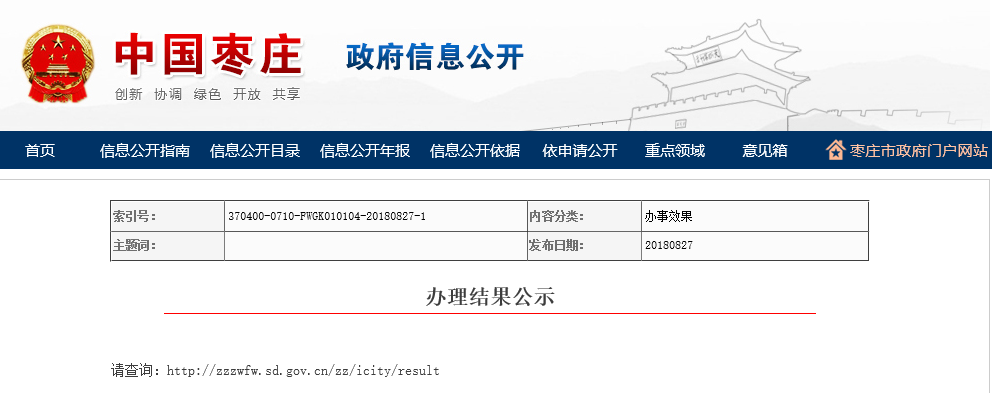 中国枣庄
政府信息公开
创新 协调 绿色 开放 共享
首页 信息公开指南 信息公开目录 信息公开年报 信息公开依据 依申请公开 重点领域 意见箱 枣庄市政府门户网站
索引号: 370400-0710-FWGK010104-20180827-1 内容分类: 办事效果
主题词: 发布日期: 20180827
办理结果公示
请查询：http://zzzwfw.sd.gov.cn/zz/icity/result